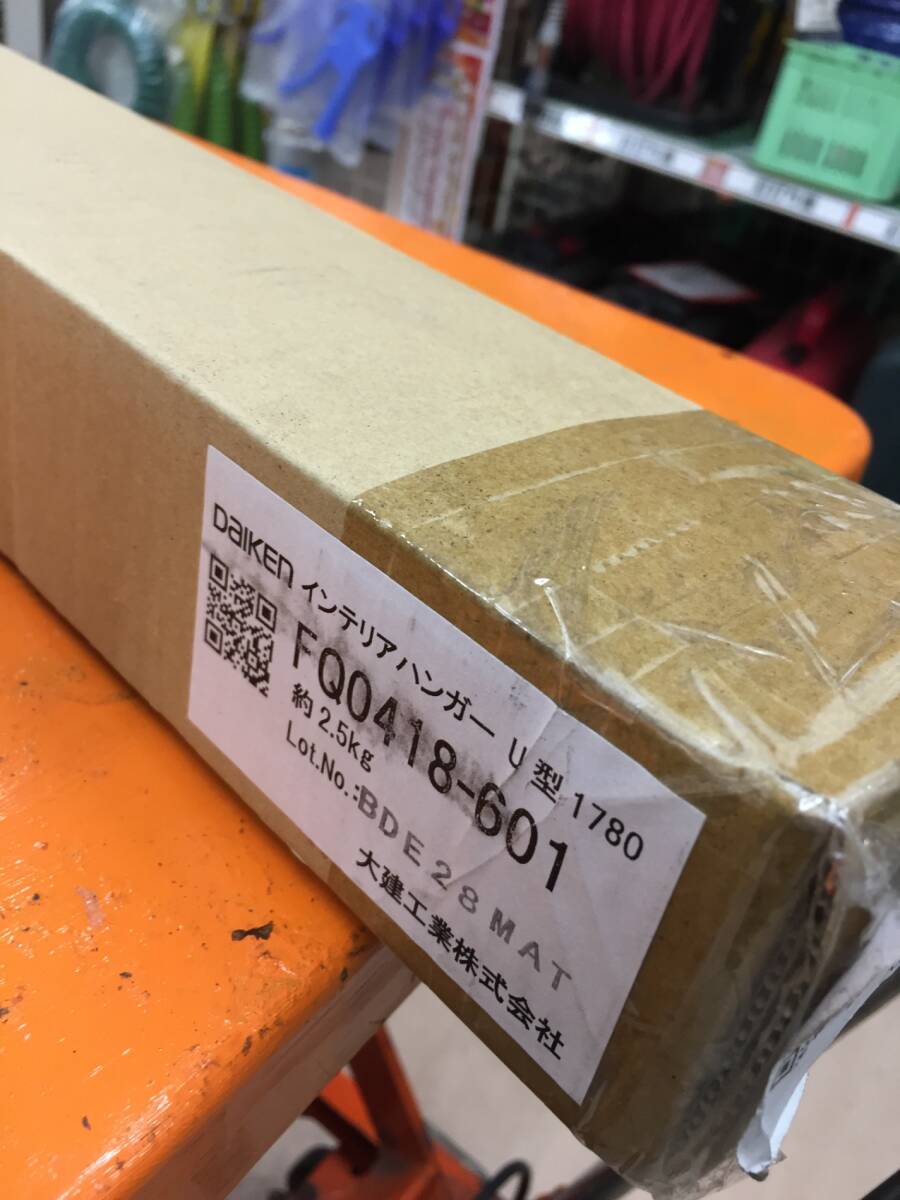 DAIKEN インテリアハンガー U型 1780
FQ0418-601
約2.5kg
Lot.No.:BDE28MAT
大建工業株式会社